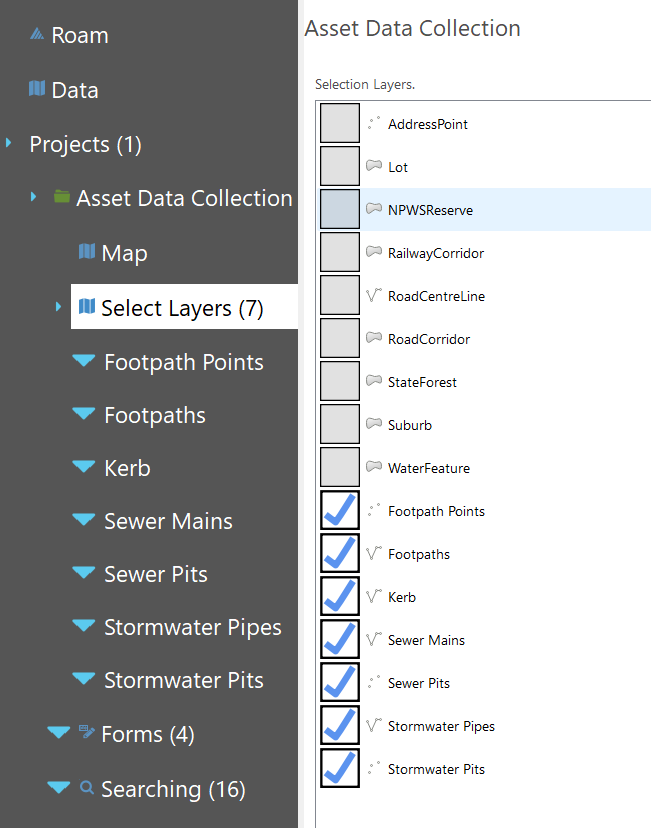 Roam
Data
Projects (1)
Asset Data Collection
Map
Select Layers (7)
Footpath Points
Footpaths
Kerb
Sewer Mains
Sewer Pits
Stormwater Pipes
Stormwater Pits
Forms (4)
Searching (16)
Asset Data Collection
Selection Layers.
AddressPoint
Lot
NPWSReserve
RailwayCorridor
RoadCentreLine
RoadCorridor
StateForest
Suburb
WaterFeature
Footpath Points
Footpaths
Kerb
Sewer Mains
Sewer Pits
Stormwater Pipes
Stormwater Pits